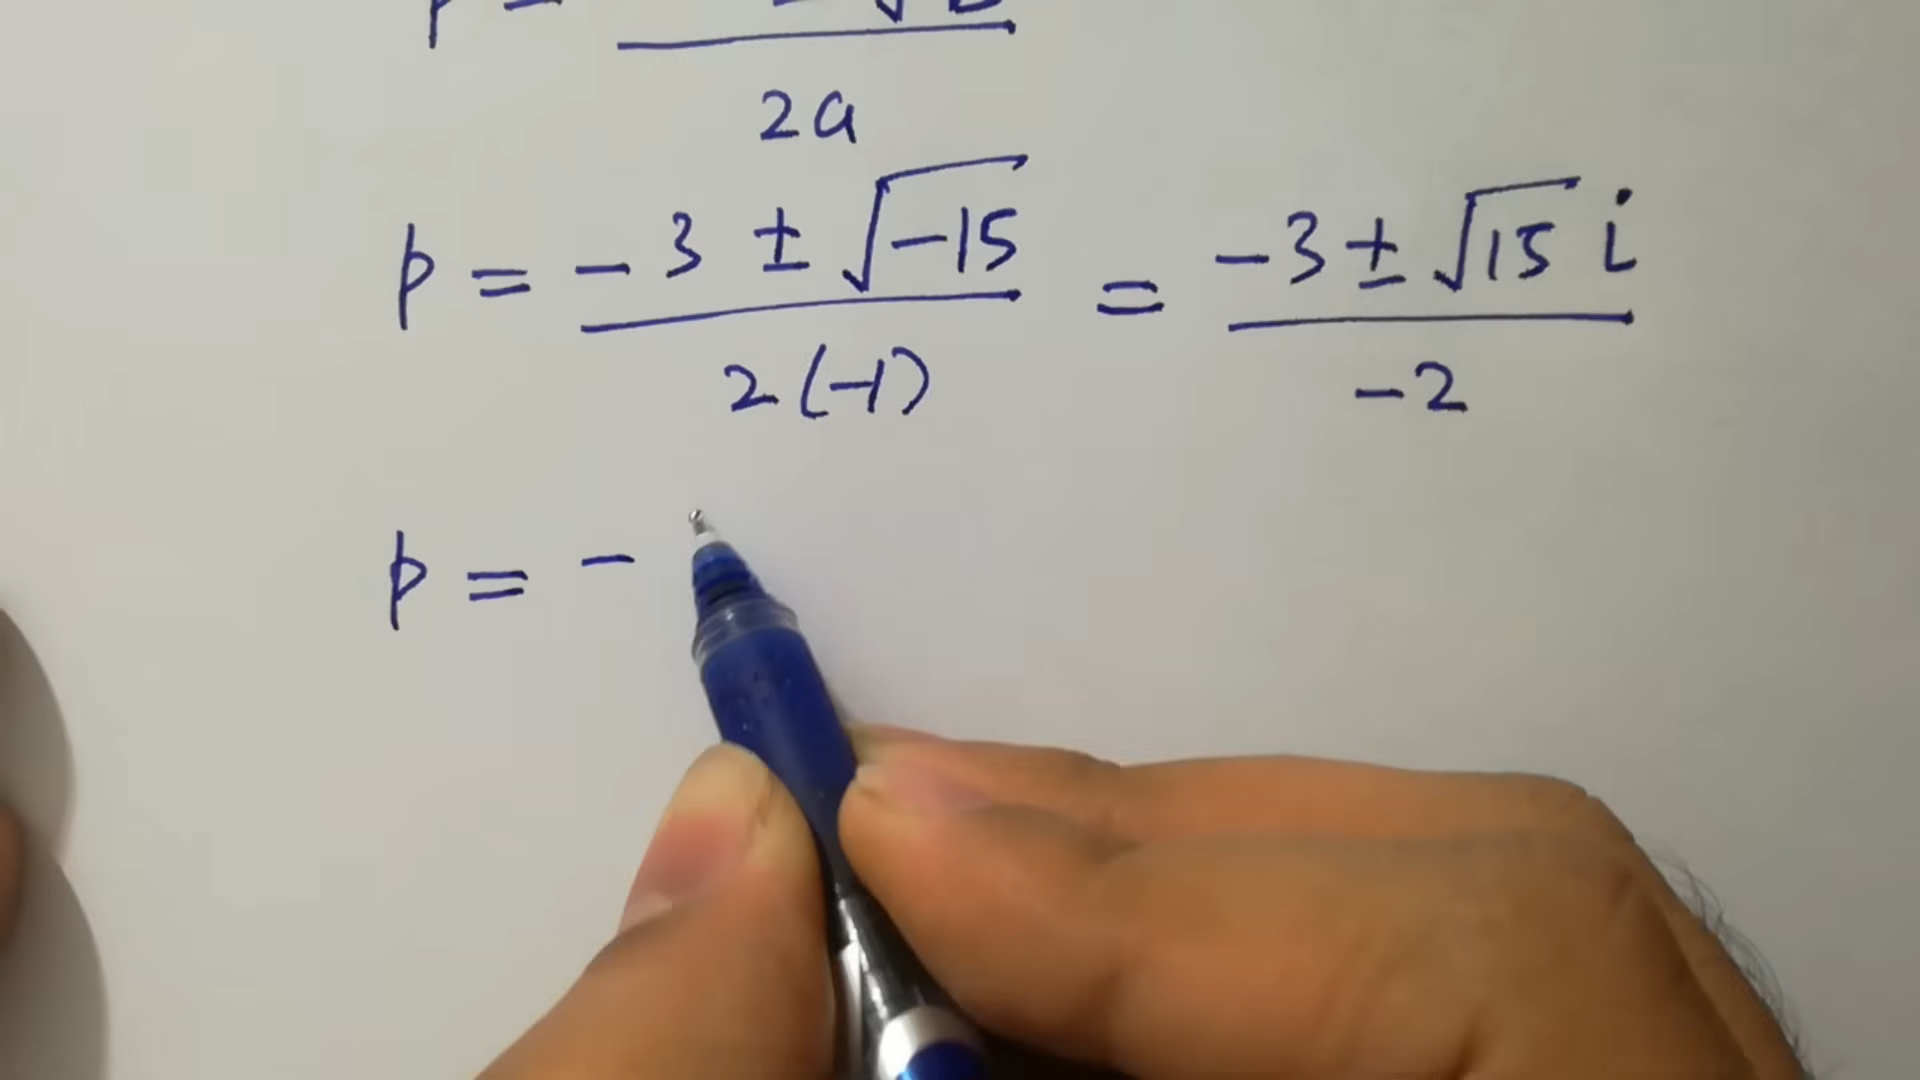 p =
2a
p = -3 ± √-15 / 2(-1) = -3 ± √15 i / -2
p = -